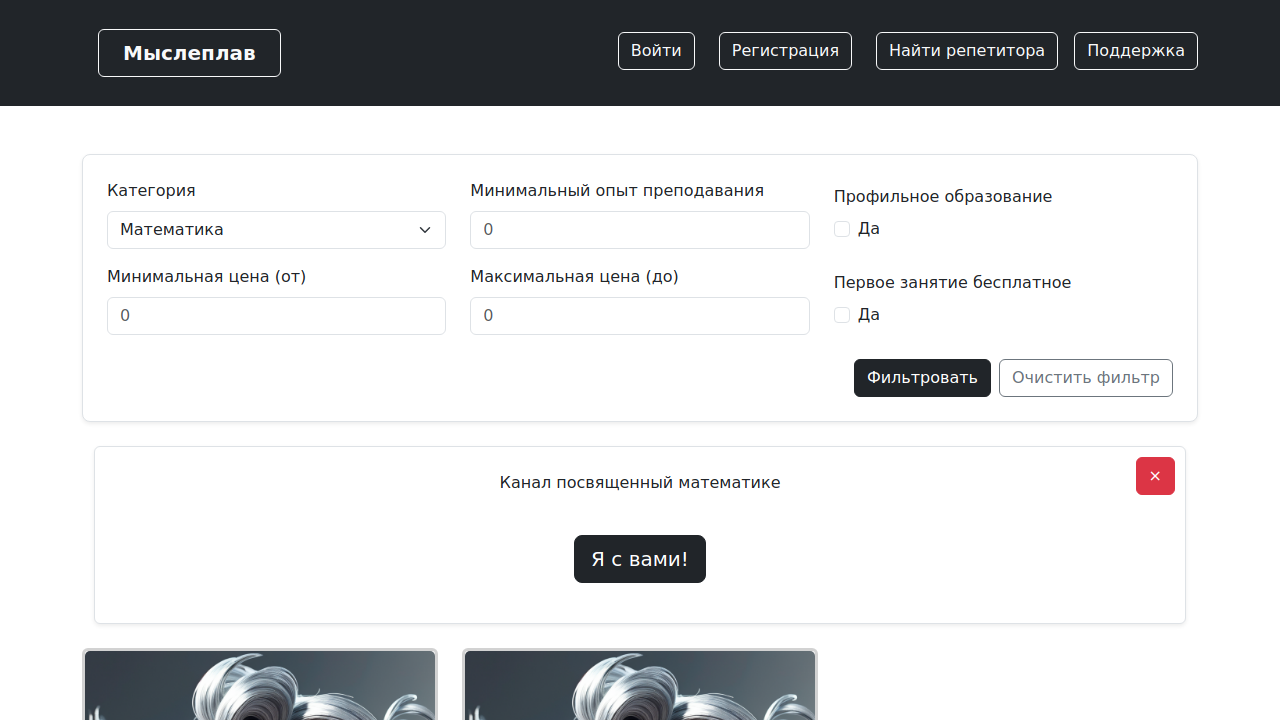 Мыслеплав
Войти
Регистрация
Найти репетитора
Поддержка
Категория
Минимальный опыт преподавания
Профильное образование
Математика
0
Да
Минимальная цена (от)
Максимальная цена (до)
Первое занятие бесплатное
0
0
Да
Фильтровать
Очистить фильтр
Канал посвященный математике
×
Я с вами!